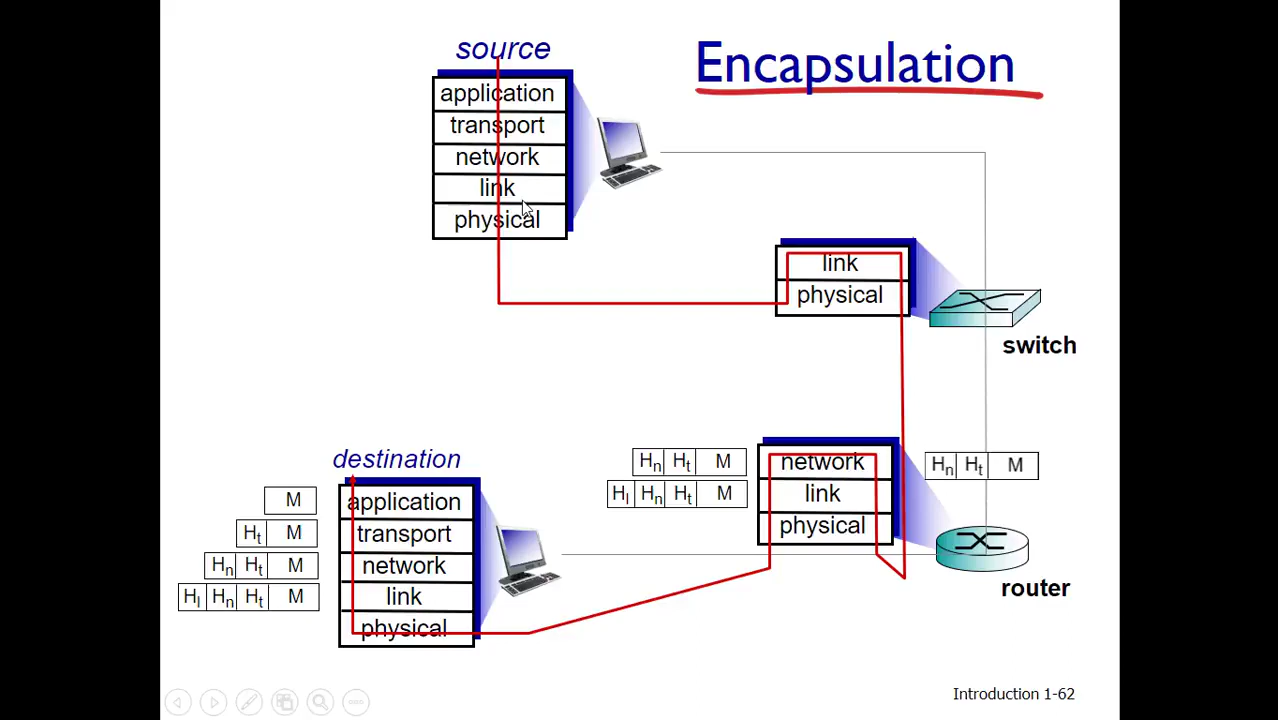 source
Encapsulation
application
transport
network
link
physical
link
physical
switch
destination
M
application
Ht M
transport
Hn Ht M
network
Hl Hn Ht M
link
physical
Hn Ht M
network
Hn Ht M
Hl Hn Ht M
link
physical
router
Introduction 1-62